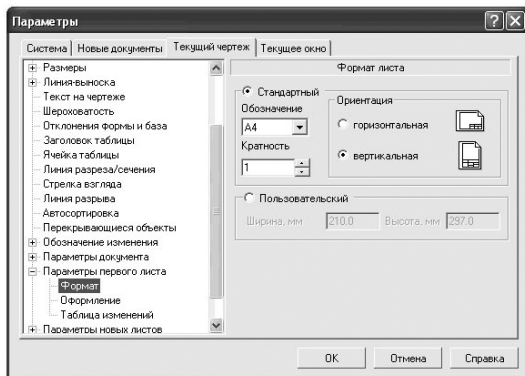 Параметры
Система
Новые документы
Текущий чертеж
Текущее окно
Размеры
Линия-выноска
Текст на чертеже
Шероховатость
Отклонения формы и база
Заголовок таблицы
Ячейка таблицы
Линия разреза/сечения
Стрелка взгляда
Линия разрыва
Автосортировка
Перекрывающиеся объекты
Обозначение изменения
Параметры документа
Параметры первого листа
Формат
Оформление
Таблица изменений
Параметры новых листов
Формат листа
Стандартный
Обозначение
A4
Кратность
1
Ориентация
горизонтальная
вертикальная
Пользовательский
Ширина, мм 210.0 Высота, мм 297.0
OK Отмена Справка